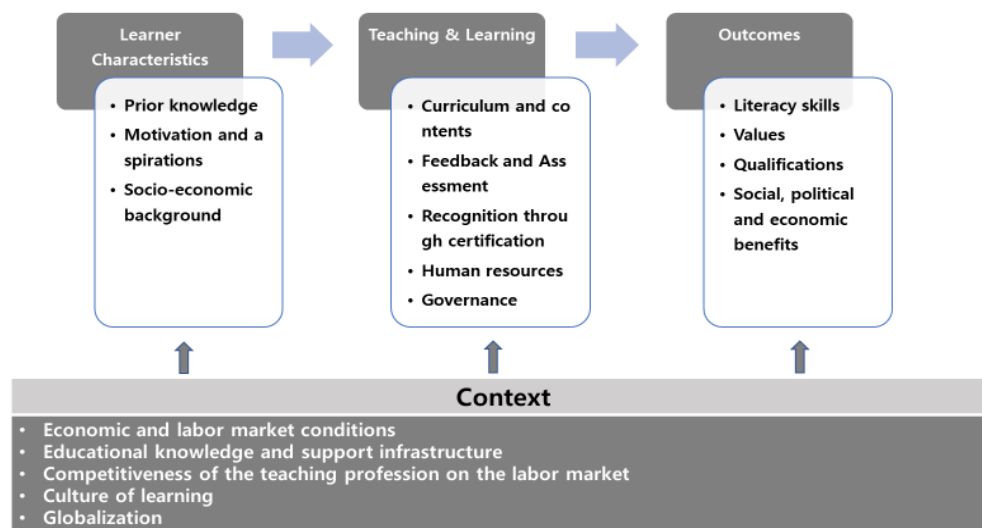 Learner
Characteristics
• Prior knowledge
• Motivation and a
spirations
• Socio-economic
background
Teaching & Learning
• Curriculum and co
ntents
• Feedback and Ass
essment
• Recognition throu
gh certification
• Human resources
• Governance
Outcomes
• Literacy skills
• Values
• Qualifications
• Social, political
and economic
benefits
Context
• Economic and labor market conditions
• Educational knowledge and support infrastructure
• Competitiveness of the teaching profession on the labor market
• Culture of learning
• Globalization